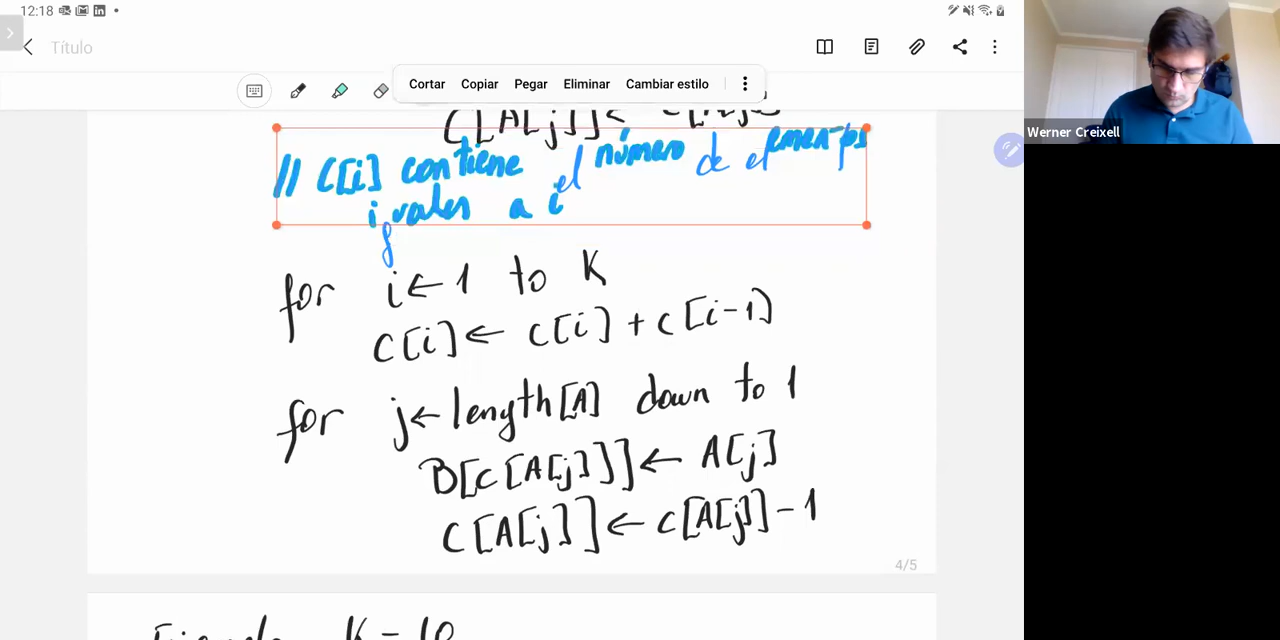 12:18
Título
Cortar Copiar Pegar Eliminar Cambiar estilo
C[A[j]] ←
// C[i] contiene el número de elementos
iguales a i
for i ← 1 to K
C[i] ← C[i] + C[i-1]
for j ← length[A] down to 1
B[C[A[j]]] ← A[j]
C[A[j]] ← C[A[j]] - 1
4/5
K = 10
Werner Creixell